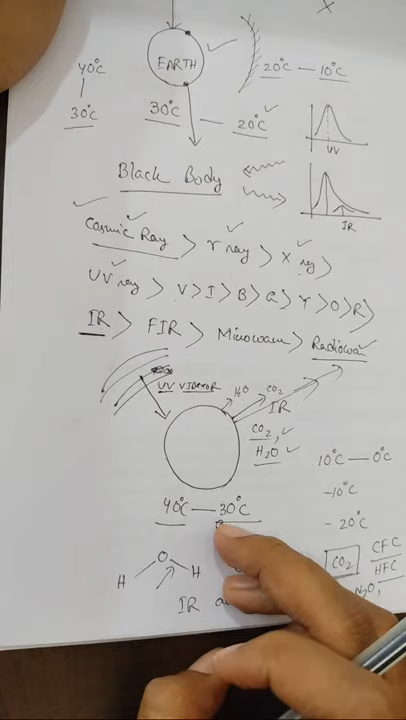 EARTH
40°C
30°C
20°C — 10°C
30°C — 20°C
UV
Black Body
IR
Cosmic Ray > γ ray > X ray >
UV ray > V > I > B > G > Y > O > R >
IR > FIR > Microwave >
UV VIBGYOR
H2O
CO2
IR
CO2,
H2O
10°C — 0°C
40°C — 30°C
-10°C
- 20°C
CO2
CFC
HFC
H O H
IR